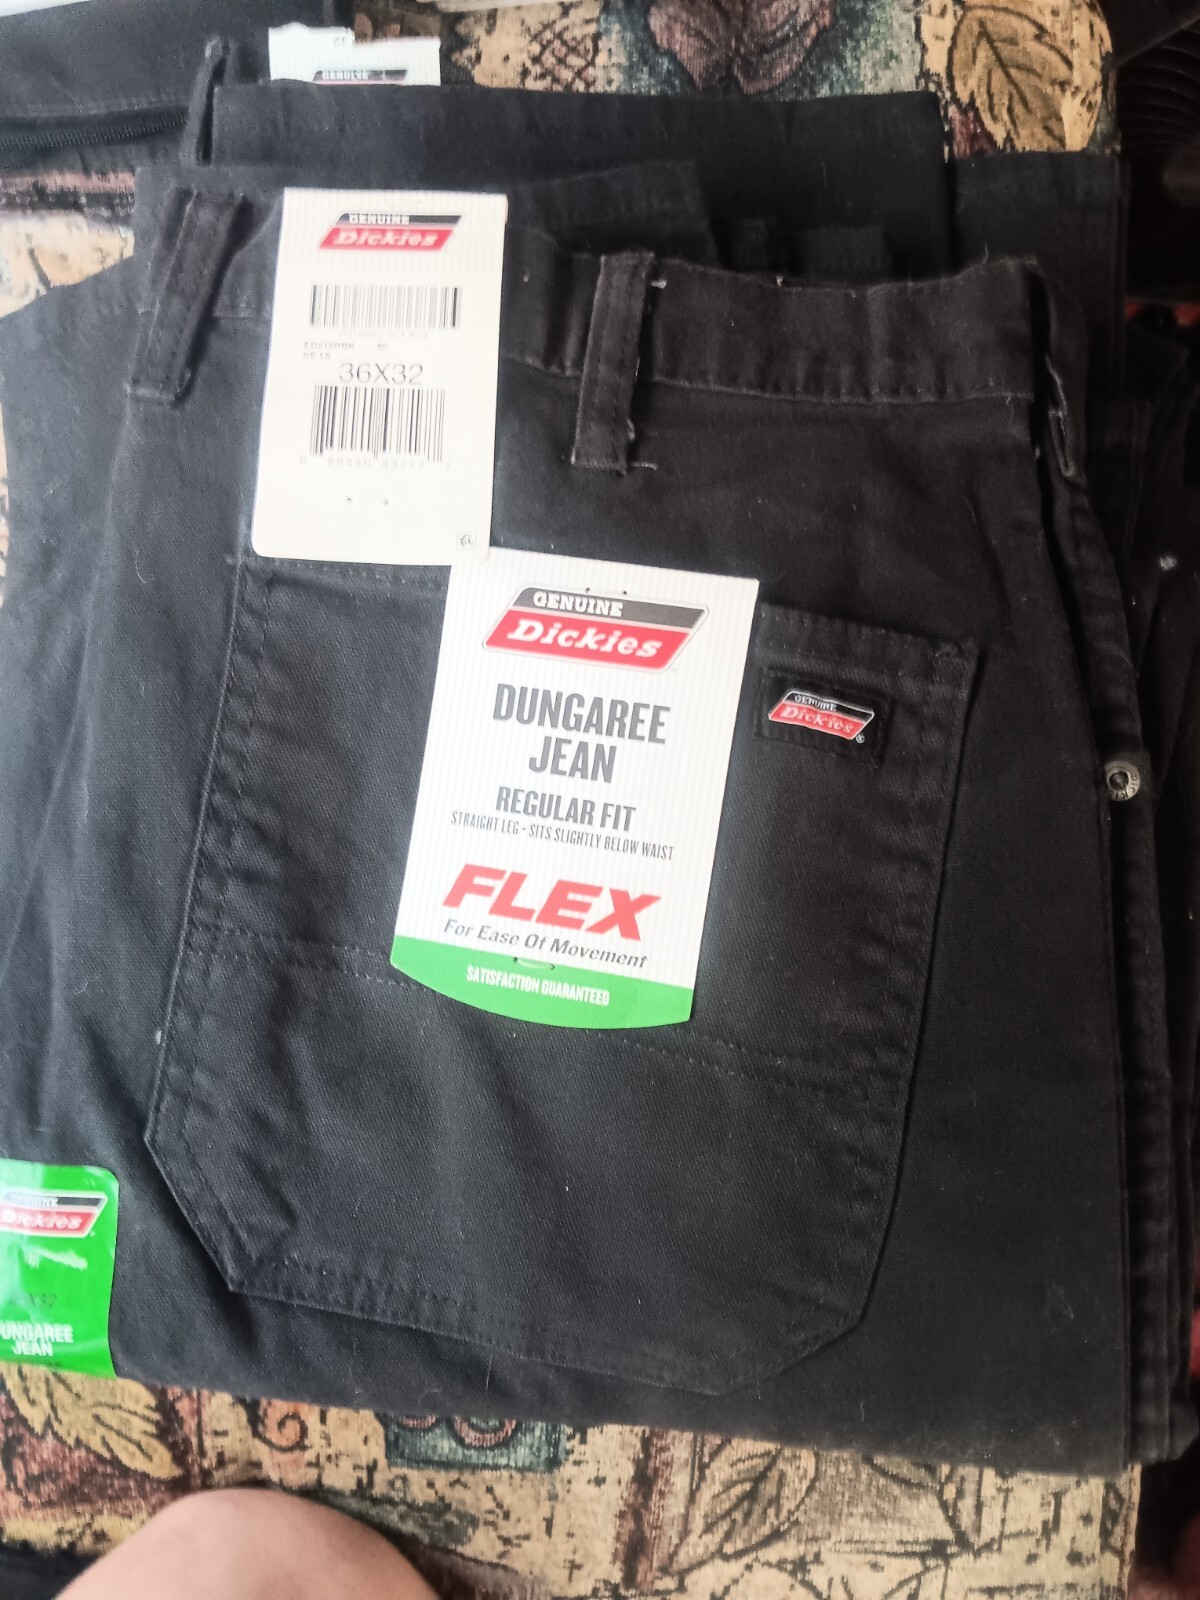 GENUINE
GENUINE
Dickies
36X32
GENUINE
Dickies
DUNGAREE
JEAN
REGULAR FIT
STRAIGHT LEG - SITS SLIGHTLY BELOW WAIST
FLEX
For Ease Of Movement
SATISFACTION GUARANTEED
GENUINE
Dickies
®
Dickies
UNGAREE
JEAN